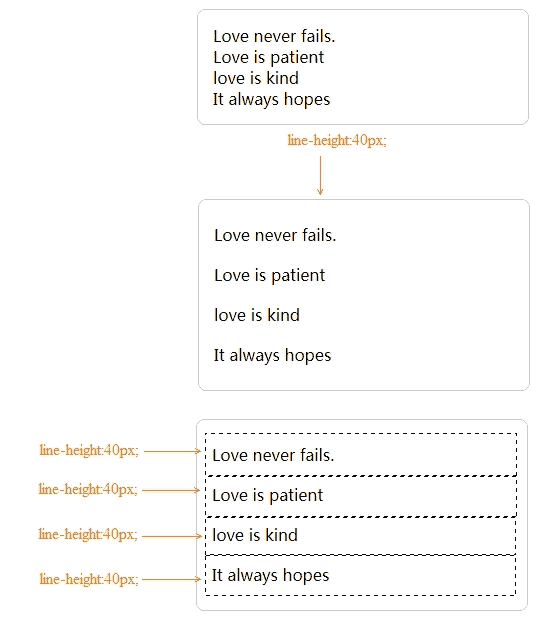 Love never fails.
Love is patient
love is kind
It always hopes
line-height:40px;
Love never fails.
Love is patient
love is kind
It always hopes
line-height:40px;
Love never fails.
line-height:40px;
Love is patient
line-height:40px;
love is kind
line-height:40px;
It always hopes